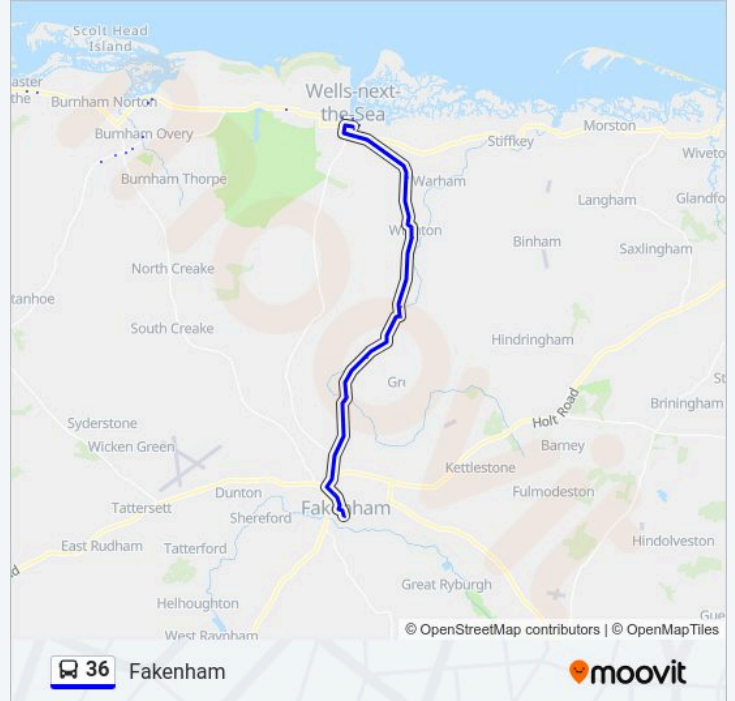 Scolt Head
Island
Wells-next-
the-Sea
Burnham Norton
Burnham Overy
Burnham Thorpe
Stiffkey
Morston
Warham
Langham
Binham
Saxlingham
North Creake
South Creake
Hindringham
Holt Road
Briningham
Syderstone
Wicken Green
Barney
Kettlestone
Dunton
Fulmodeston
Tattersett
Shereford
Fakenham
East Rudham
Tatterford
Hindolveston
Great Ryburgh
Helhoughton
West Raynham
© OpenStreetMap contributors | © OpenMapTiles
36 Fakenham
moovit